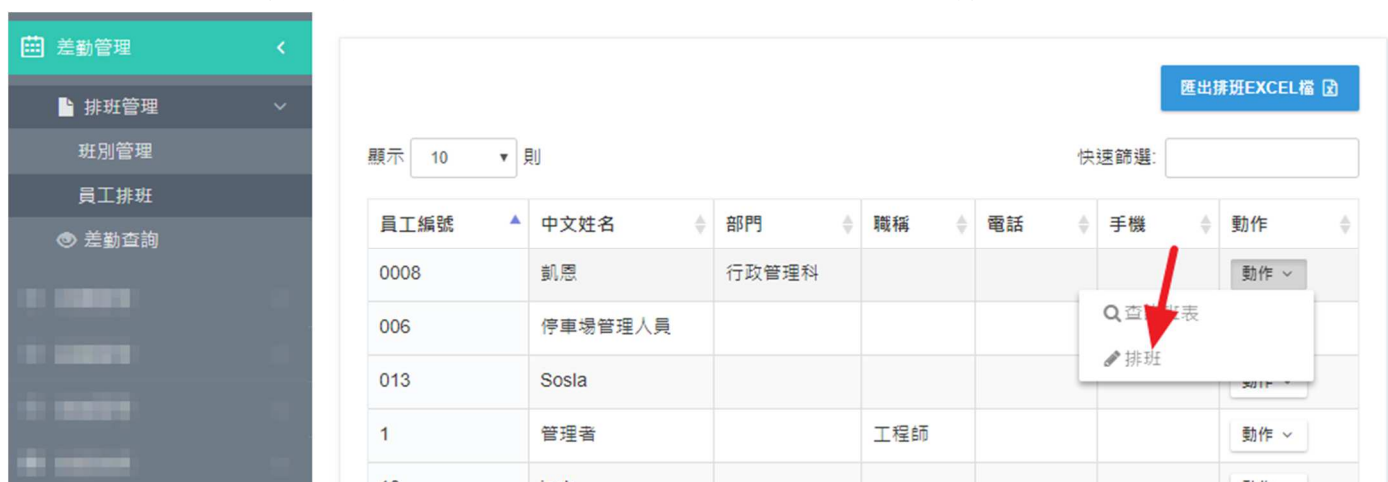 差勤管理
排班管理
班別管理
員工排班
差勤查詢
匯出排班EXCEL檔
顯示 10 則
快速篩選:
員工編號 中文姓名 部門 職稱 電話 手機 動作
0008 凱恩 行政管理科 動作
006 停車場管理人員
013 Sosla 動作
1 管理者 工程師 動作
排班